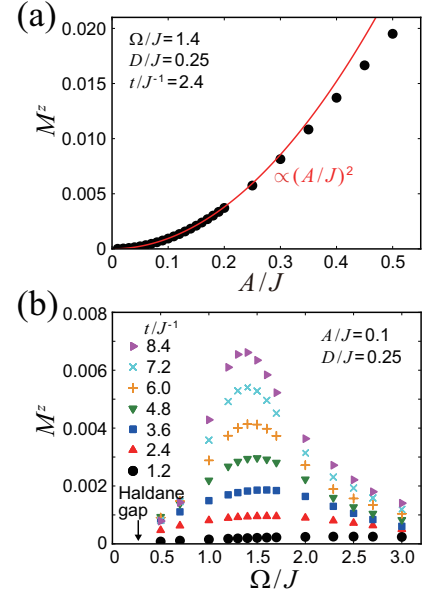 (a)
Ω/J=1.4
D/J=0.25
t/J⁻¹=2.4
0.020
0.015
0.010
0.005
0
Mᶻ
∝(A/J)²
0 0.1 0.2 0.3 0.4 0.5
A/J
(b)
0.008
0.006
0.004
0.002
0
Mᶻ
t/J⁻¹
8.4
7.2
6.0
4.8
3.6
2.4
1.2
A/J=0.1
D/J=0.25
Haldane
gap
0 0.5 1.0 1.5 2.0 2.5 3.0
Ω/J